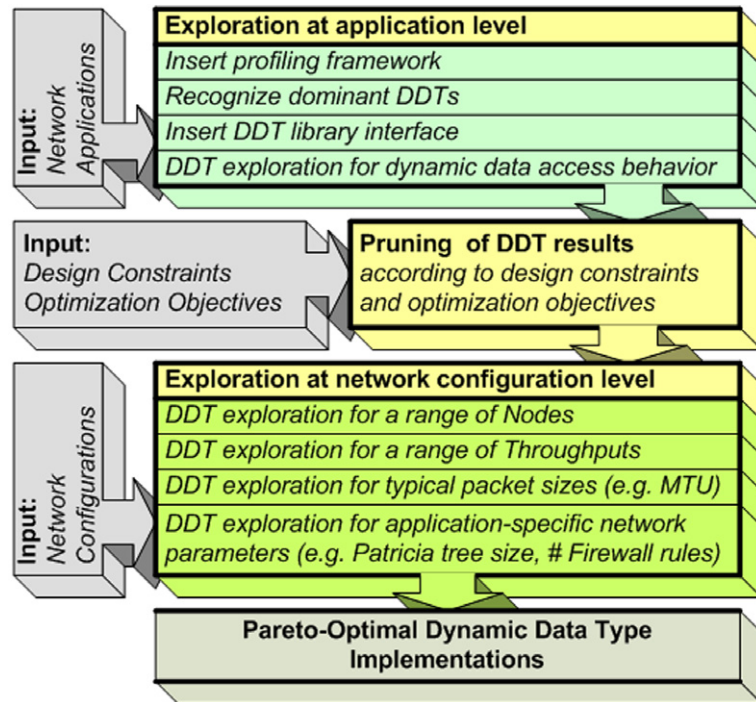 Input:
Network
Applications
Exploration at application level
Insert profiling framework
Recognize dominant DDTs
Insert DDT library interface
DDT exploration for dynamic data access behavior
Input:
Design Constraints
Optimization Objectives
Pruning of DDT results
according to design constraints
and optimization objectives
Input:
Network
Configurations
Exploration at network configuration level
DDT exploration for a range of Nodes
DDT exploration for a range of Throughputs
DDT exploration for typical packet sizes (e.g. MTU)
DDT exploration for application-specific network
parameters (e.g. Patricia tree size, # Firewall rules)
Pareto-Optimal Dynamic Data Type
Implementations